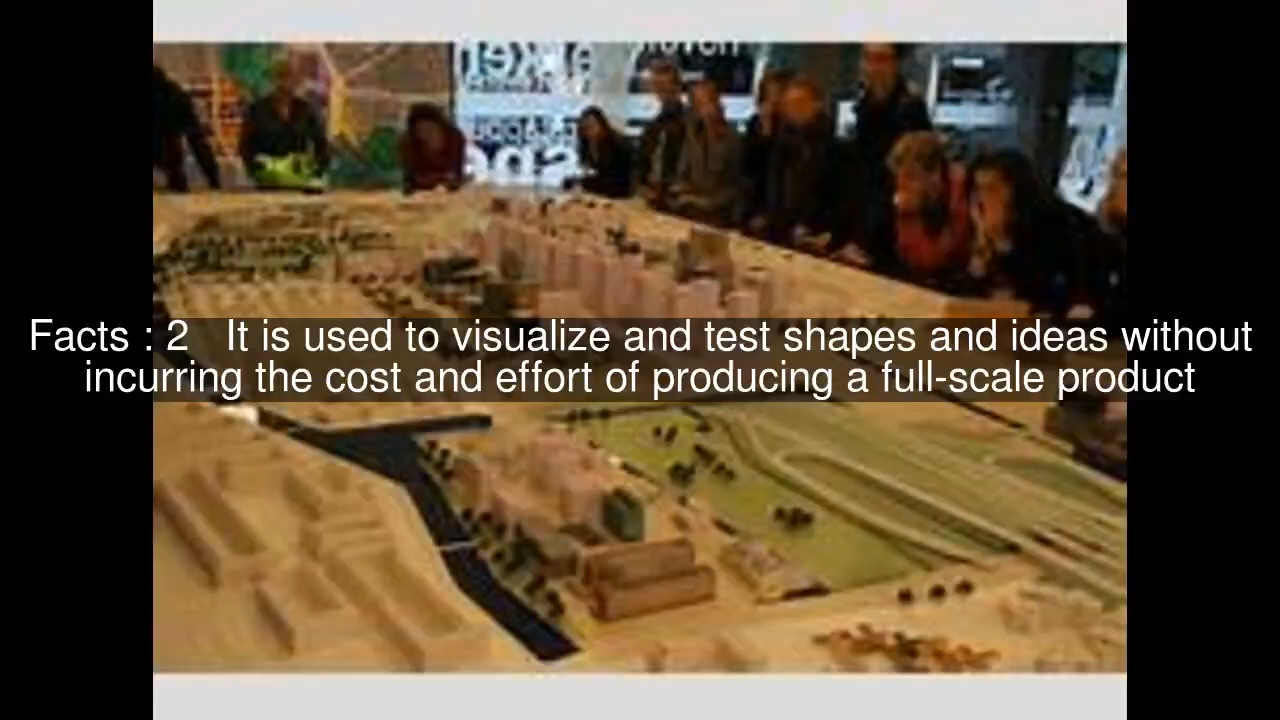 Facts : 2 It is used to visualize and test shapes and ideas without
incurring the cost and effort of producing a full-scale product